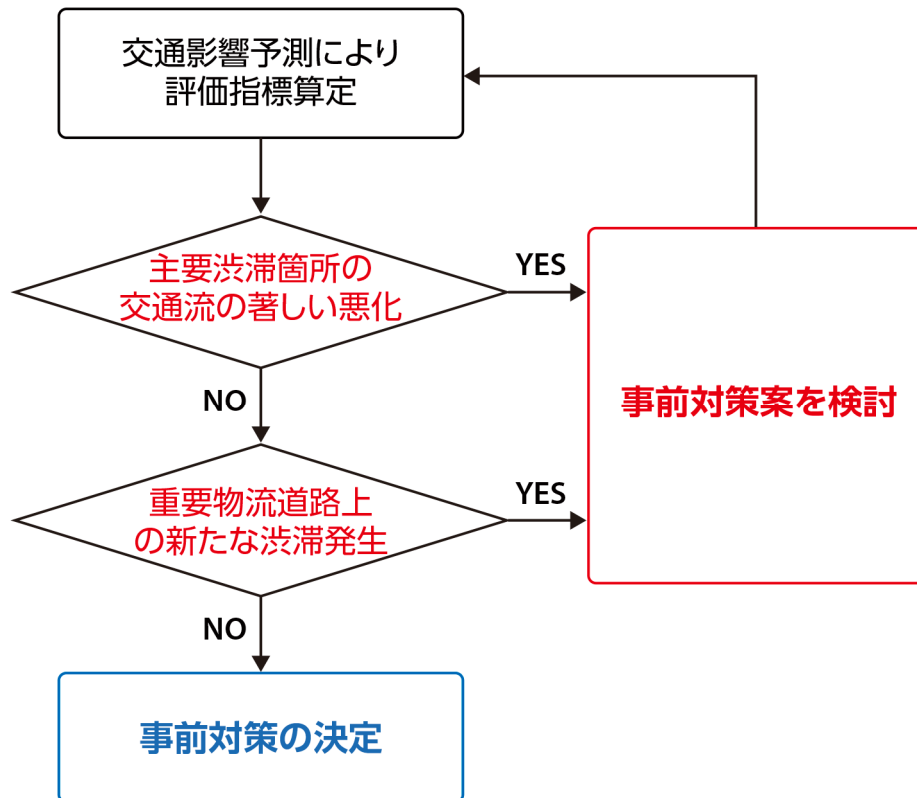 交通影響予測により
評価指標算定
主要渋滞箇所の
交通流の著しい悪化
YES
NO
事前対策案を検討
重要物流道路上
の新たな渋滞発生
YES
NO
事前対策の決定